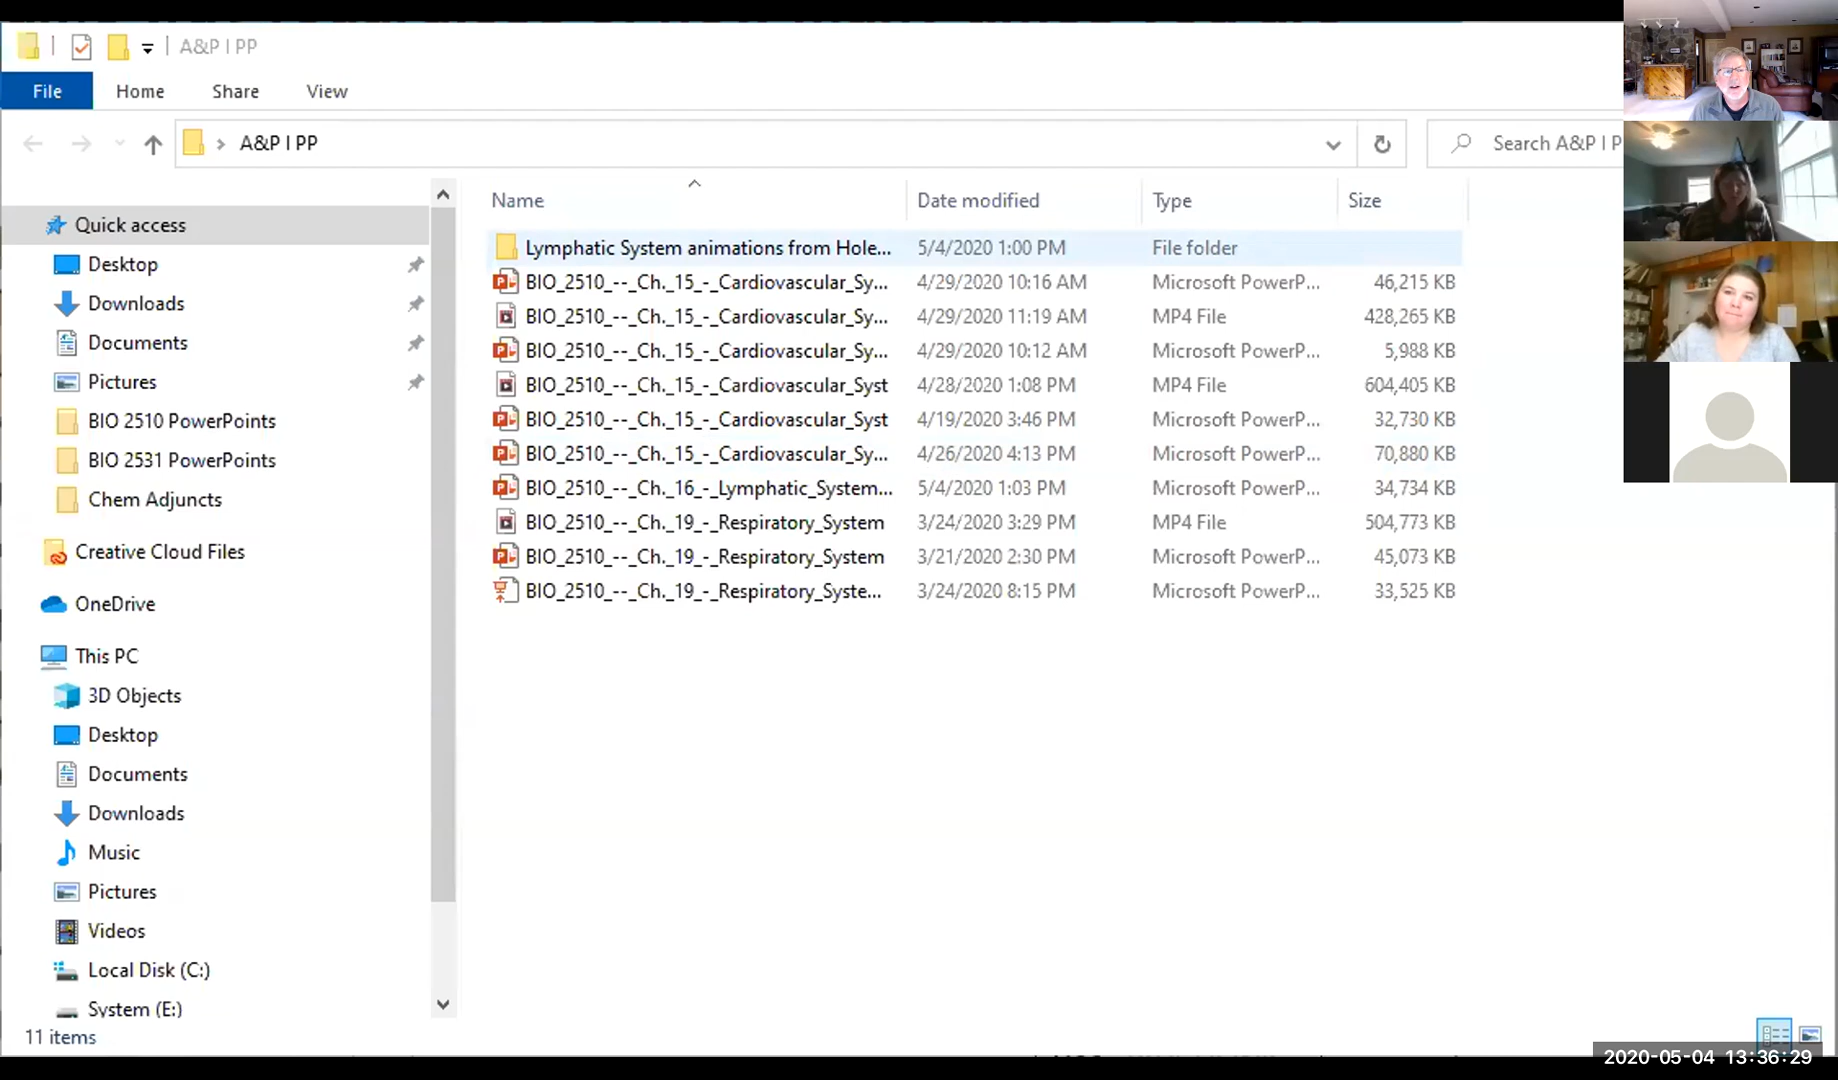 A&P I PP
File Home Share View
A&P I PP
Search A&P I P
Name Date modified Type Size
Quick access
Desktop
Downloads
Documents
Pictures
BIO 2510 PowerPoints
BIO 2531 PowerPoints
Chem Adjuncts
Creative Cloud Files
OneDrive
This PC
3D Objects
Desktop
Documents
Downloads
Music
Pictures
Videos
Local Disk (C:)
System (E:)
Lymphatic System animations from Hole... 5/4/2020 1:00 PM File folder
BIO_2510_--_Ch._15_-_Cardiovascular_Sy... 4/29/2020 10:16 AM Microsoft PowerP... 46,215 KB
BIO_2510_--_Ch._15_-_Cardiovascular_Sy... 4/29/2020 11:19 AM MP4 File 428,265 KB
BIO_2510_--_Ch._15_-_Cardiovascular_Sy... 4/29/2020 10:12 AM Microsoft PowerP... 5,988 KB
BIO_2510_--_Ch._15_-_Cardiovascular_Syst 4/28/2020 1:08 PM MP4 File 604,405 KB
BIO_2510_--_Ch._15_-_Cardiovascular_Syst 4/19/2020 3:46 PM Microsoft PowerP... 32,730 KB
BIO_2510_--_Ch._15_-_Cardiovascular_Sy... 4/26/2020 4:13 PM Microsoft PowerP... 70,880 KB
BIO_2510_--_Ch._16_-_Lymphatic_System... 5/4/2020 1:03 PM Microsoft PowerP... 34,734 KB
BIO_2510_--_Ch._19_-_Respiratory_System 3/24/2020 3:29 PM MP4 File 504,773 KB
BIO_2510_--_Ch._19_-_Respiratory_System 3/21/2020 2:30 PM Microsoft PowerP... 45,073 KB
BIO_2510_--_Ch._19_-_Respiratory_Syste... 3/24/2020 8:15 PM Microsoft PowerP... 33,525 KB
11 items
2020-05-04 13:36:29